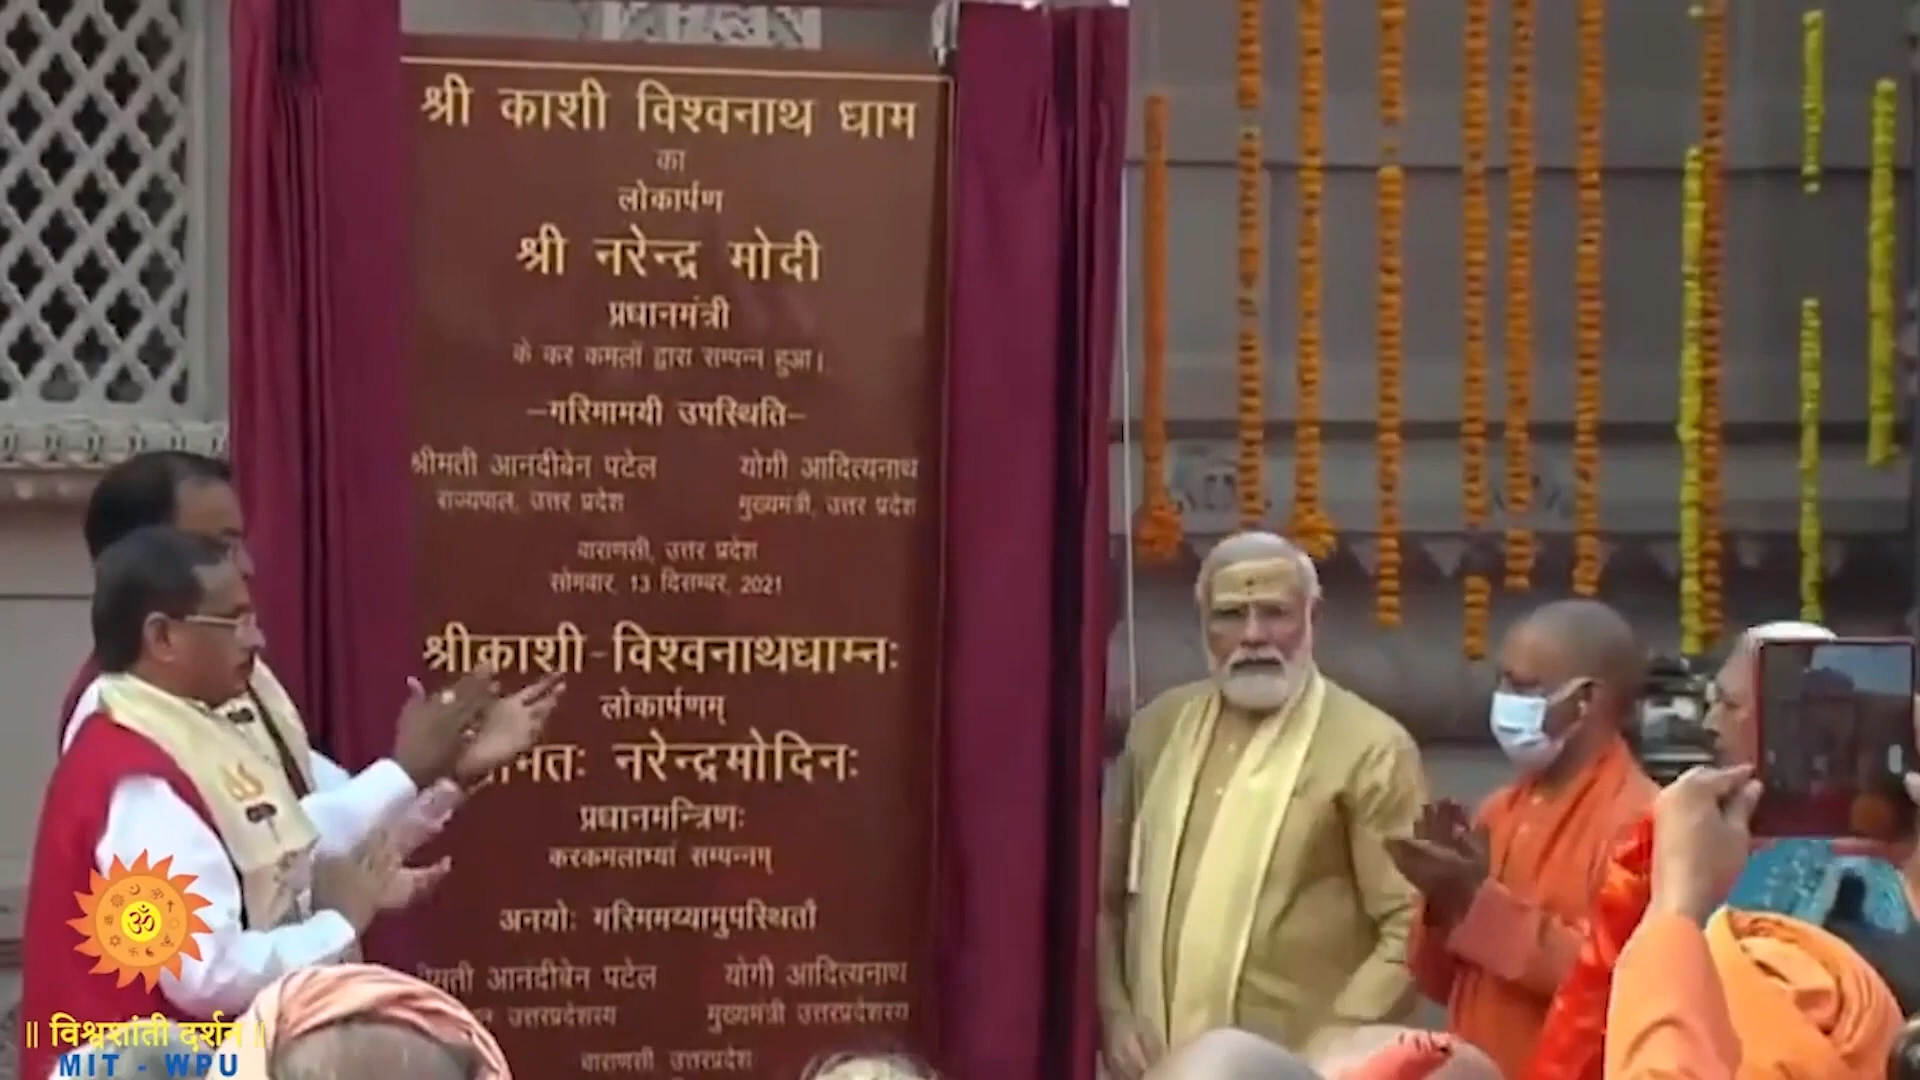 श्री काशी विश्वनाथ धाम
का
लोकार्पण
श्री नरेन्द्र मोदी
प्रधानमंत्री
के कर कमलों द्वारा सम्पन्न हुआ।
–गरिमामयी उपस्थिति–
श्रीमती आनंदीबेन पटेल योगी आदित्यनाथ
राज्यपाल, उत्तर प्रदेश मुख्यमंत्री, उत्तर प्रदेश
वाराणसी, उत्तर प्रदेश
सोमवार, 13 दिसम्बर, 2021
श्रीकाशी-विश्वनाथधाम्नः
लोकार्पणम्
नरेन्द्रमोदिनः
प्रधानमन्त्रिणः
करकमलाभ्यां सम्पन्नम्
अनयोः गरिममय्यामुपस्थितौ
आनंदीबेन पटेल योगी आदित्यनाथ
उत्तरप्रदेशस्य मुख्यमंत्री उत्तरप्रदेशस्य
वाराणसी उत्तरप्रदेश
ॐ
॥ विश्वशांती दर्शन ॥
MIT - WPU